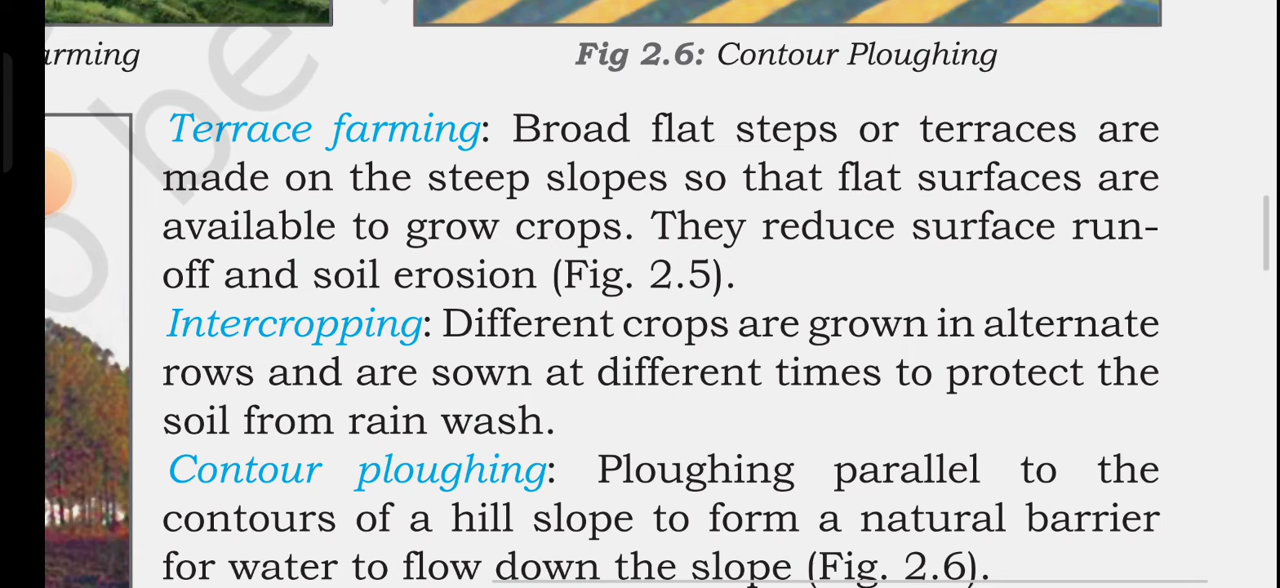 arming
Fig 2.6: Contour Ploughing
Terrace farming: Broad flat steps or terraces are
made on the steep slopes so that flat surfaces are
available to grow crops. They reduce surface run-
off and soil erosion (Fig. 2.5).
Intercropping: Different crops are grown in alternate
rows and are sown at different times to protect the
soil from rain wash.
Contour ploughing: Ploughing parallel to the
contours of a hill slope to form a natural barrier
for water to flow down the slope (Fig. 2.6).